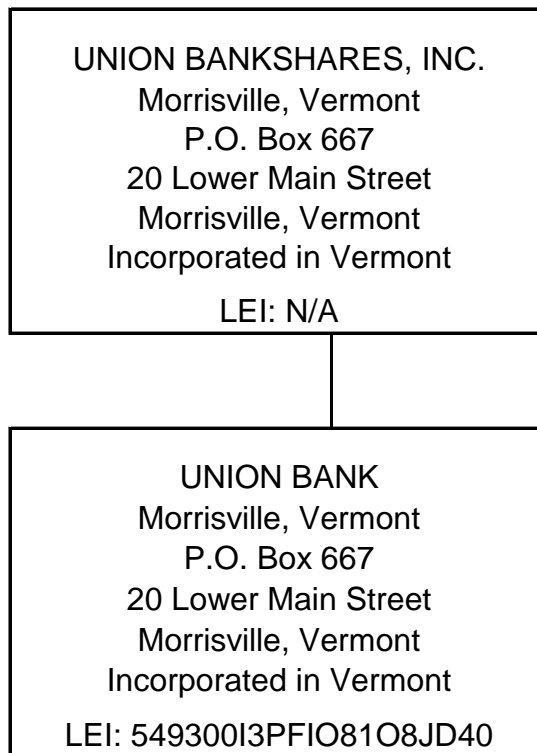 UNION BANKSHARES, INC.
Morrisville, Vermont
P.O. Box 667
20 Lower Main Street
Morrisville, Vermont
Incorporated in Vermont
LEI: N/A
UNION BANK
Morrisville, Vermont
P.O. Box 667
20 Lower Main Street
Morrisville, Vermont
Incorporated in Vermont
LEI: 549300I3PFIO81O8JD40